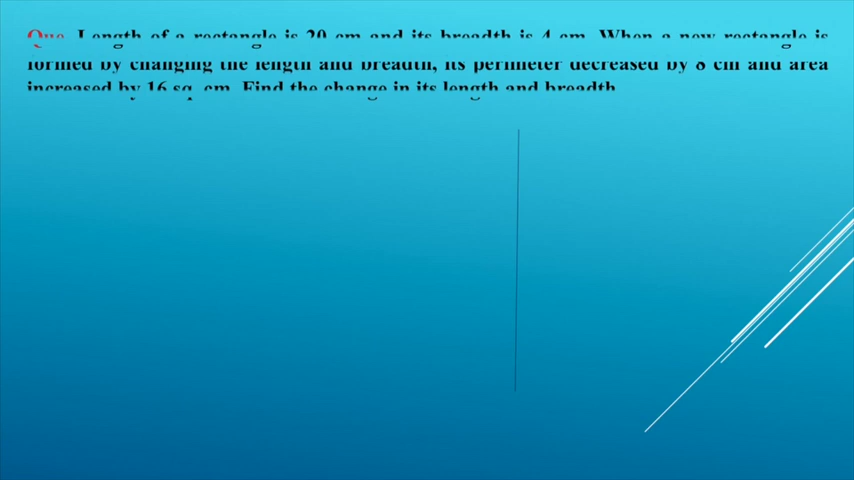 Que. Length of a rectangle is 20 cm and its breadth is 4 cm. When a new rectangle is
formed by changing the length and breadth, its perimeter decreased by 8 cm and area
increased by 16 sq. cm. Find the change in its length and breadth.